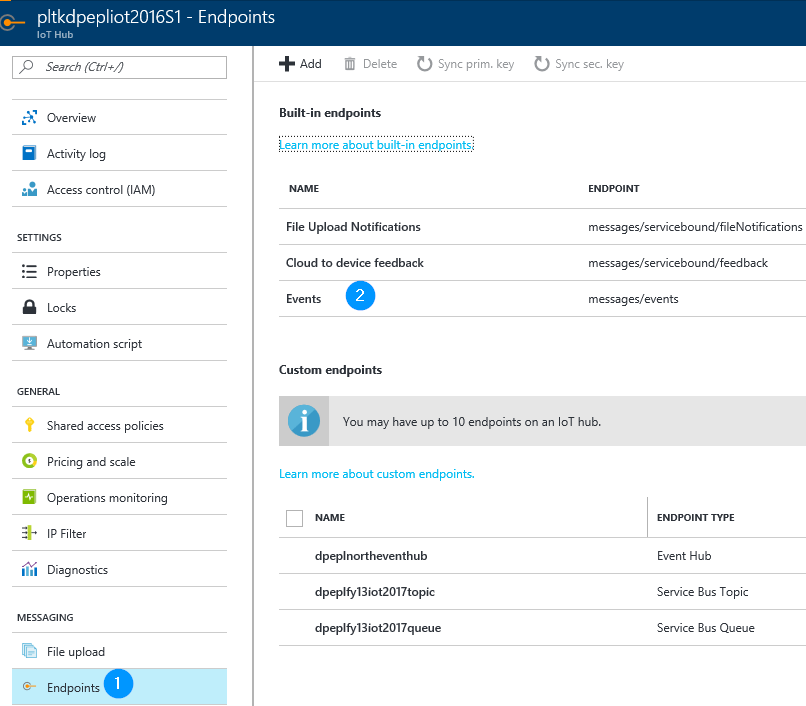 pltkdpepliot2016S1 - Endpoints
IoT Hub
Search (Ctrl+/)
Overview
Activity log
Access control (IAM)
SETTINGS
Properties
Locks
Automation script
GENERAL
Shared access policies
Pricing and scale
Operations monitoring
IP Filter
Diagnostics
MESSAGING
File upload
Endpoints 1
Add Delete Sync prim. key Sync sec. key
Built-in endpoints
Learn more about built-in endpoints.
NAME ENDPOINT
File Upload Notifications messages/servicebound/fileNotifications
Cloud to device feedback messages/servicebound/feedback
Events 2 messages/events
Custom endpoints
You may have up to 10 endpoints on an IoT hub.
Learn more about custom endpoints.
NAME ENDPOINT TYPE
dpeplnortheventhub Event Hub
dpeplfy13iot2017topic Service Bus Topic
dpeplfy13iot2017queue Service Bus Queue